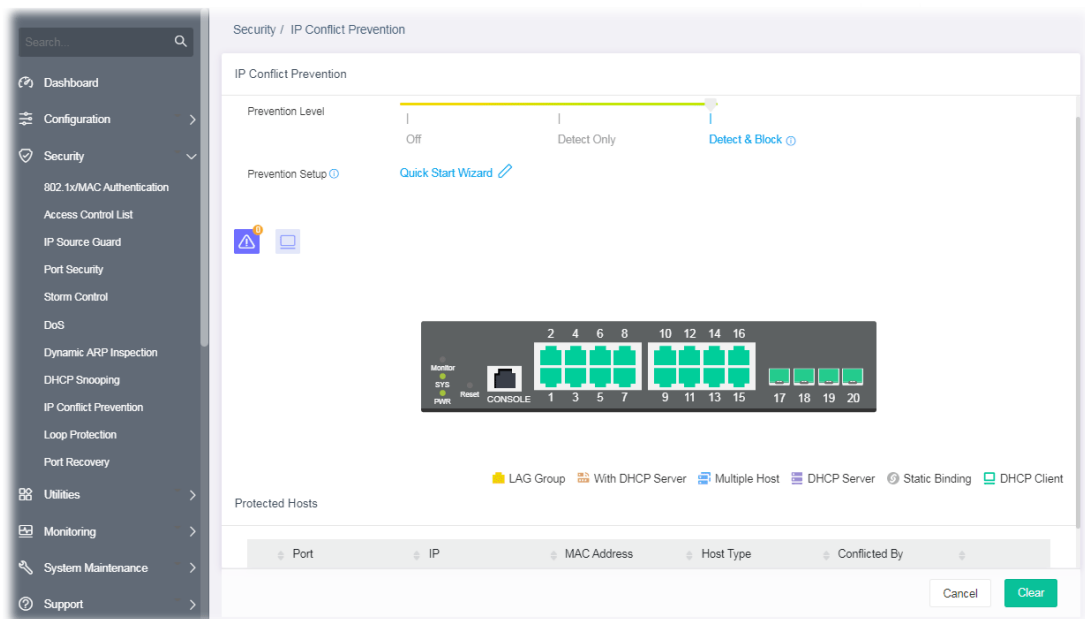 Search...
Dashboard
Configuration
Security
802.1x/MAC Authentication
Access Control List
IP Source Guard
Port Security
Storm Control
DoS
Dynamic ARP Inspection
DHCP Snooping
IP Conflict Prevention
Loop Protection
Port Recovery
Utilities
Monitoring
System Maintenance
Support
Security / IP Conflict Prevention
IP Conflict Prevention
Prevention Level
Off Detect Only Detect & Block
Prevention Setup Quick Start Wizard
0
2 4 6 8 10 12 14 16
Monitor
SYS
PWR Reset CONSOLE 1 3 5 7 9 11 13 15 17 18 19 20
LAG Group With DHCP Server Multiple Host DHCP Server Static Binding DHCP Client
Protected Hosts
Port IP MAC Address Host Type Conflicted By
Cancel Clear